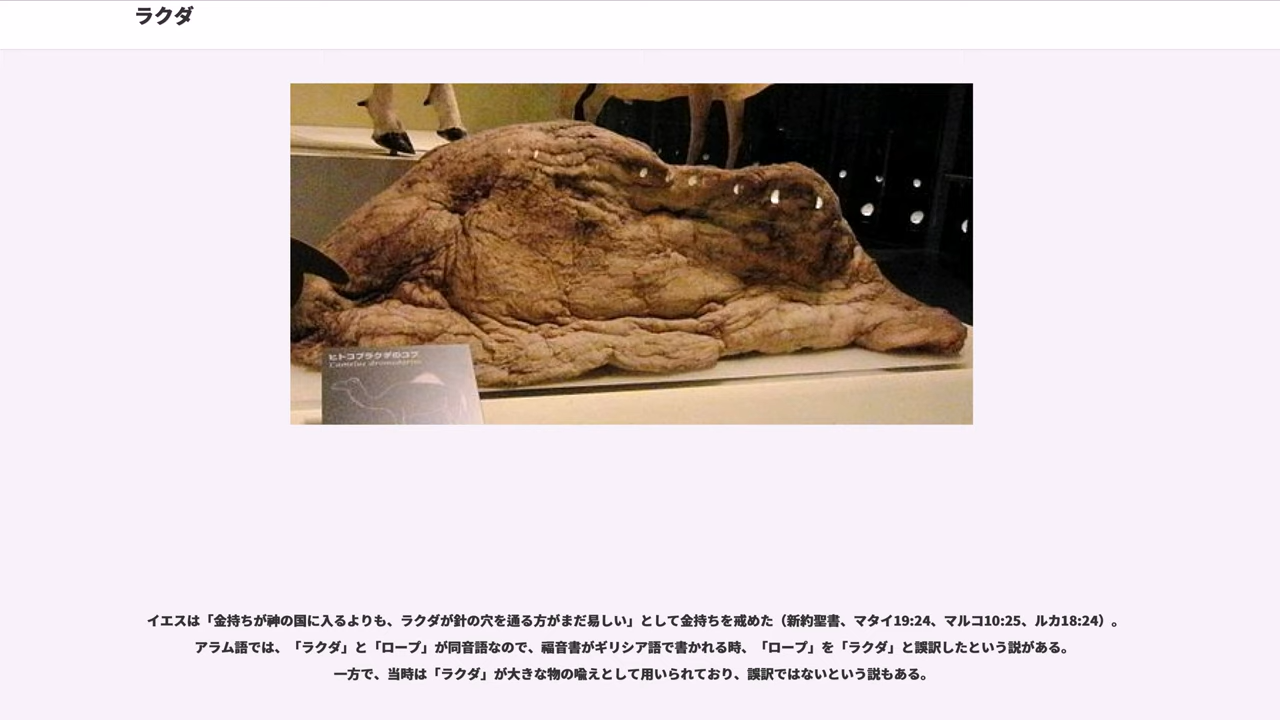 ラクダ
ヒトコブラクダのコブ
Camelus dromedarius
イエスは「金持ちが神の国に入るよりも、ラクダが針の穴を通る方がまだ易しい」として金持ちを戒めた（新約聖書、マタイ19:24、マルコ10:25、ルカ18:24）。
アラム語では、「ラクダ」と「ロープ」が同音語なので、福音書がギリシア語で書かれる時、「ロープ」を「ラクダ」と誤訳したという説がある。
一方で、当時は「ラクダ」が大きな物の喩えとして用いられており、誤訳ではないという説もある。